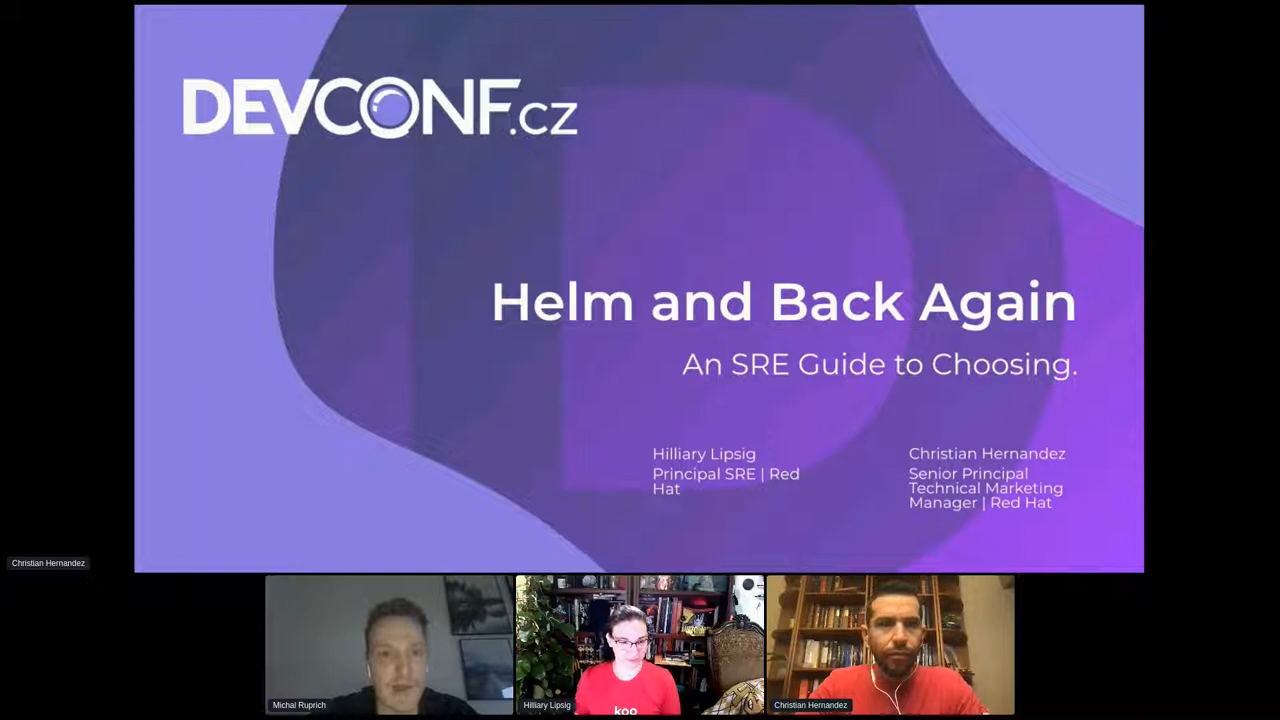 DEVCONF.cz
Helm and Back Again
An SRE Guide to Choosing.
Hilliary Lipsig
Principal SRE | Red
Hat
Christian Hernandez
Senior Principal
Technical Marketing
Manager | Red Hat
Christian Hernandez
Michal Ruprich
Hilliary Lipsig
koo
Christian Hernandez